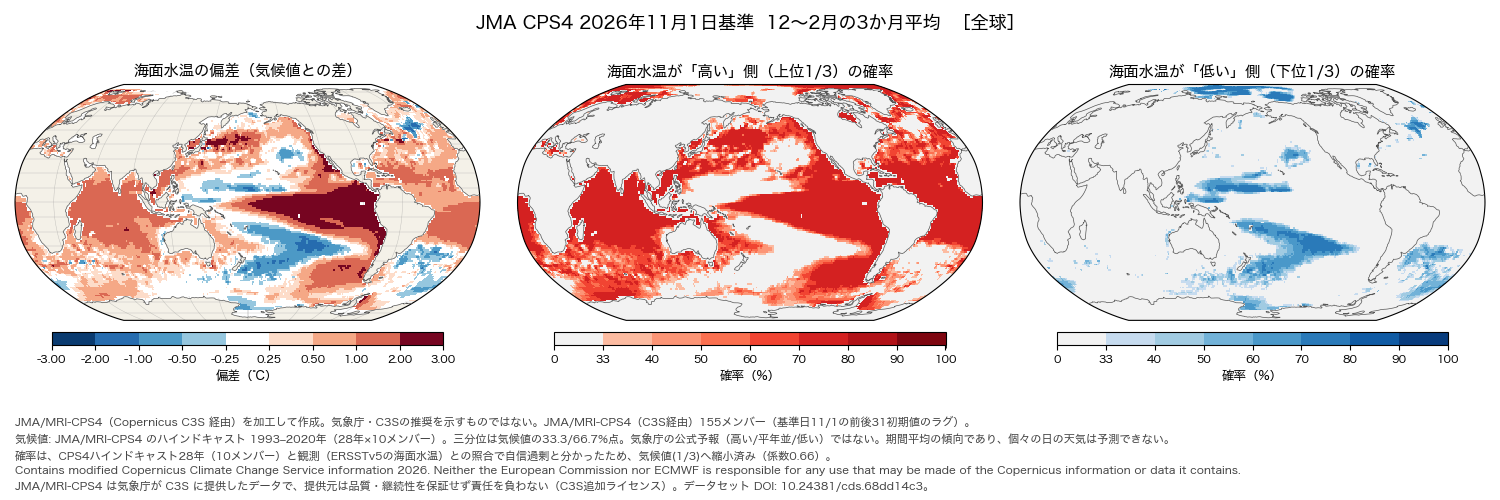 JMA CPS4 2026年11月1日基準 12～2月の3か月平均 ［全球］
海面水温の偏差（気候値との差）
海面水温が「高い」側（上位1/3）の確率
海面水温が「低い」側（下位1/3）の確率
-3.00 -2.00 -1.00 -0.50 -0.25 0.25 0.50 1.00 2.00 3.00
偏差（℃）
0 33 40 50 60 70 80 90 100
確率（%）
0 33 40 50 60 70 80 90 100
確率（%）
JMA/MRI-CPS4（Copernicus C3S 経由）を加工して作成。気象庁・C3Sの推奨を示すものではない。JMA/MRI-CPS4（C3S経由）155メンバー（基準日11/1の前後31初期値のラグ）。
気候値: JMA/MRI-CPS4 のハインドキャスト 1993–2020年（28年×10メンバー）。三分位は気候値の33.3/66.7%点。気象庁の公式予報（高い/平年並/低い）ではない。期間平均の傾向であり、個々の日の天気は予測できない。
確率は、CPS4ハインドキャスト28年（10メンバー）と観測（ERSSTv5の海面水温）との照合で自信過剰と分かったため、気候値(1/3)へ縮小済み（係数0.66）。
Contains modified Copernicus Climate Change Service information 2026. Neither the European Commission nor ECMWF is responsible for any use that may be made of the Copernicus information or data it contains.
JMA/MRI-CPS4 は気象庁が C3S に提供したデータで、提供元は品質・継続性を保証せず責任を負わない（C3S追加ライセンス）。データセット DOI: 10.24381/cds.68dd14c3。